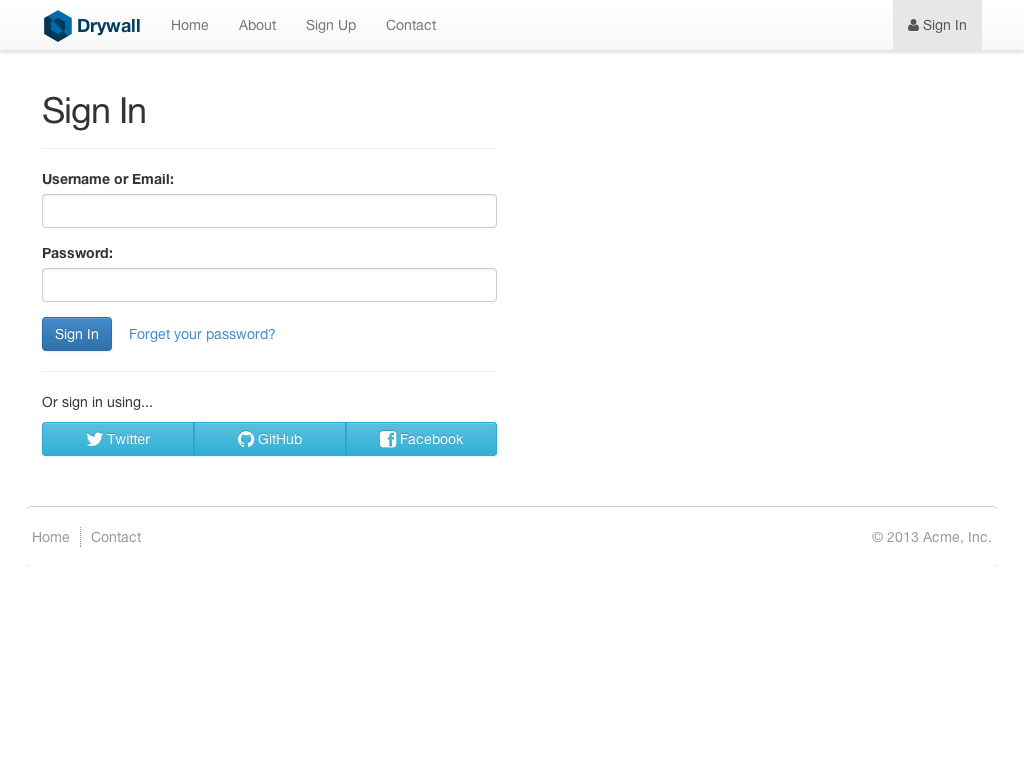 Drywall Home About Sign Up Contact Sign In
Sign In
Username or Email:
Password:
Sign In Forget your password?
Or sign in using...
Twitter GitHub Facebook
Home Contact © 2013 Acme, Inc.